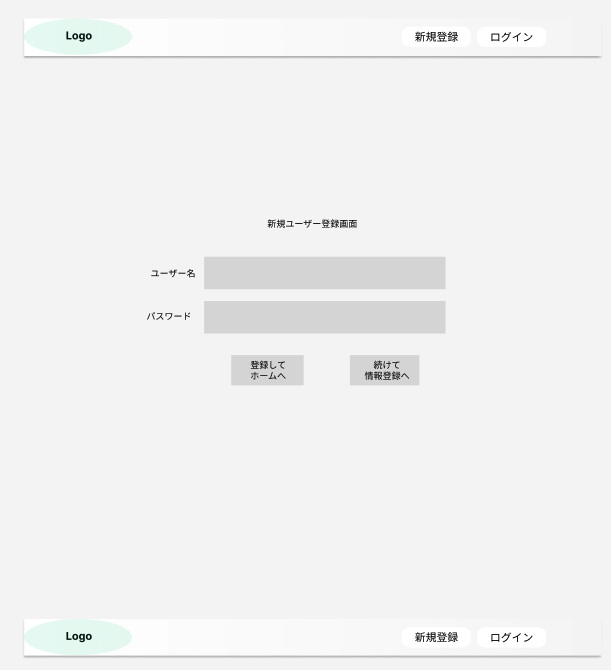 Logo
新規登録
ログイン
新規ユーザー登録画面
ユーザー名
パスワード
登録して
ホームへ
続けて
情報登録へ
Logo
新規登録
ログイン